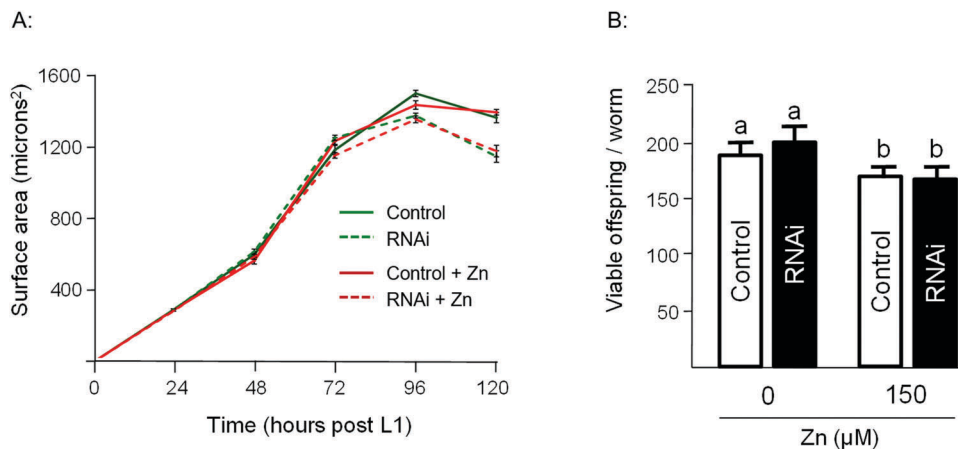 A:
Surface area (microns²)
1600
1400
1000
800
400
0
24
48
72
96
120
Time (hours post L1)
Control
RNAi
Control + Zn
RNAi + Zn
B:
Viable offspring / worm
250
200
150
100
50
a
a
b
b
Control
RNAi
Control
RNAi
0
150
Zn (µM)